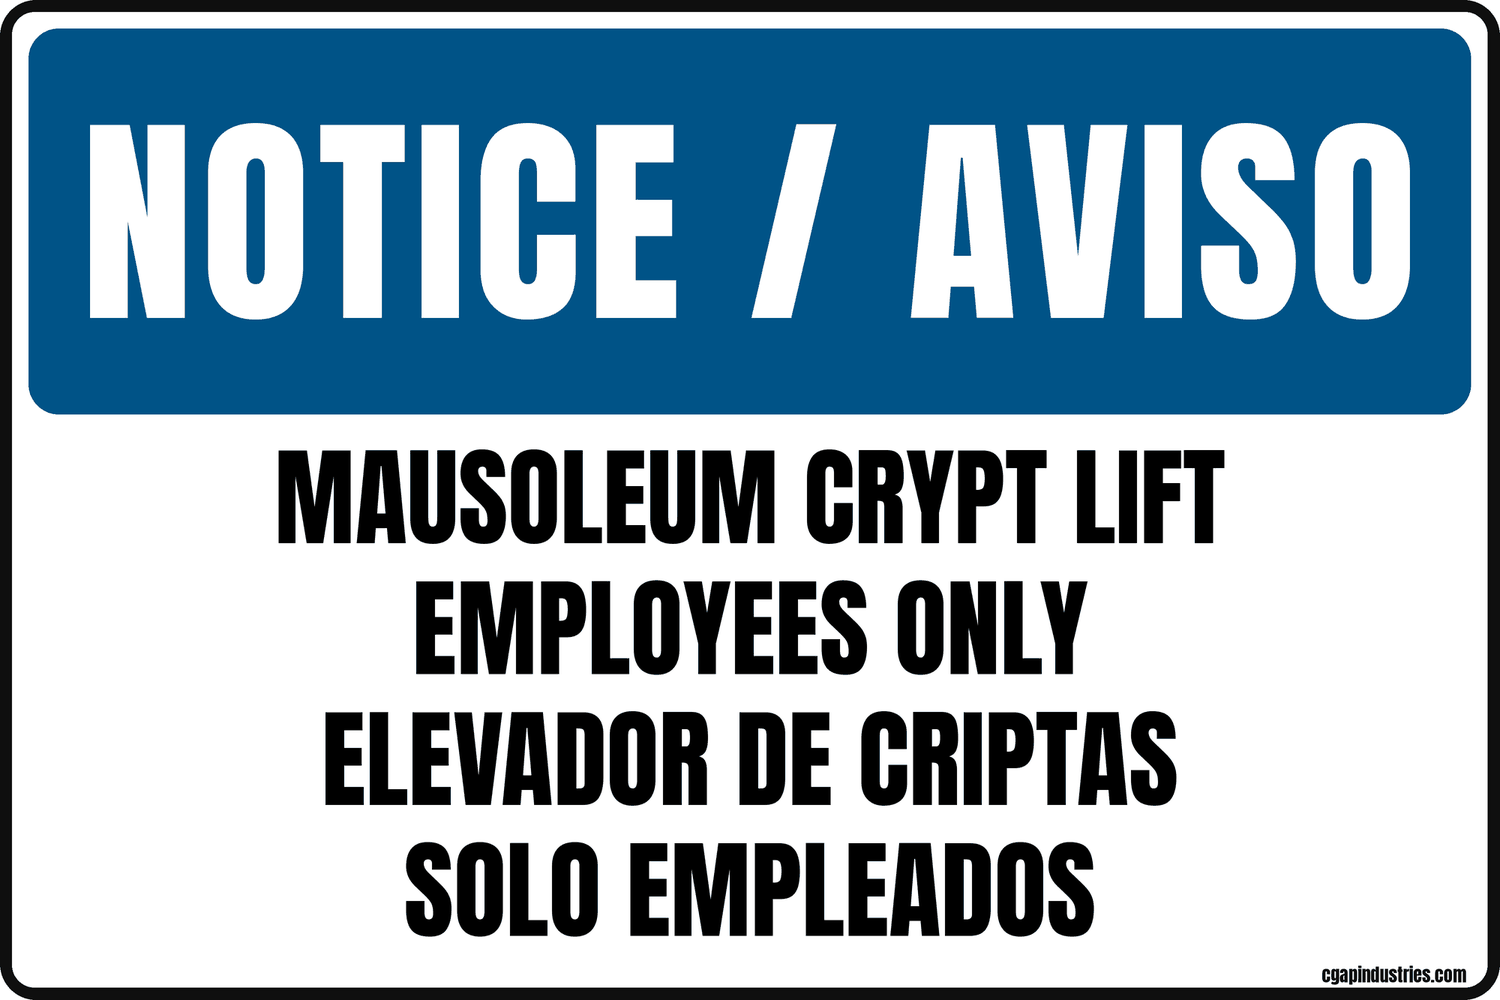 NOTICE / AVISO
MAUSOLEUM CRYPT LIFT
EMPLOYEES ONLY
ELEVADOR DE CRIPTAS
SOLO EMPLEADOS
cgapindustries.com